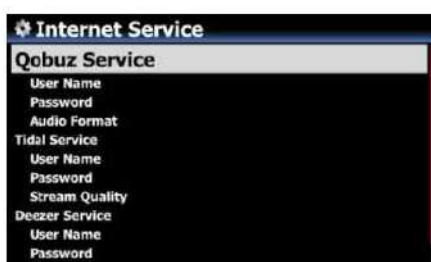 Internet Service
Qobuz Service
User Name
Password
Audio Format
Tidal Service
User Name
Password
Stream Quality
Deezer Service
User Name
Password